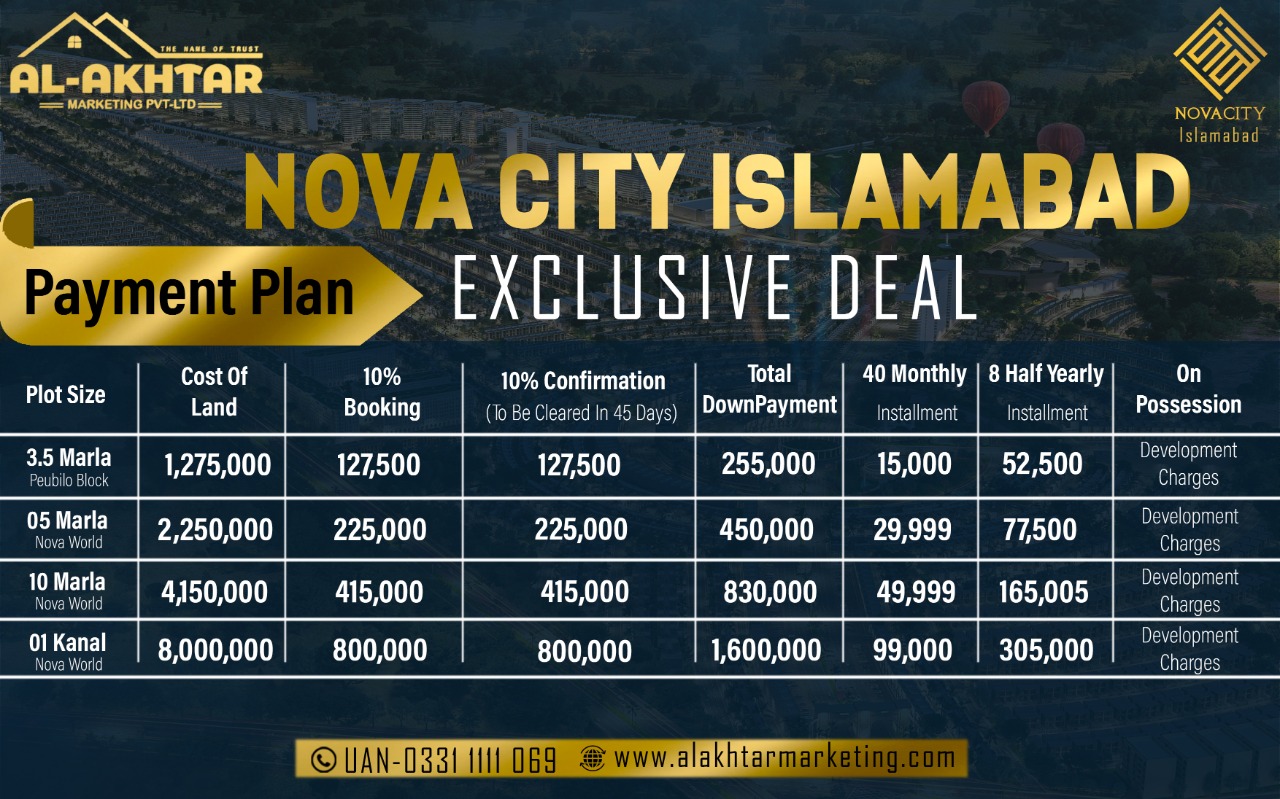 THE NAME OF TRUST
AL-AKHTAR
MARKETING PVT-LTD
NOVACITY
Islamabad
NOVA CITY ISLAMABAD
Payment Plan
EXCLUSIVE DEAL
Plot Size
Cost Of
Land
10%
Booking
10% Confirmation
(To Be Cleared In 45 Days)
Total
DownPayment
40 Monthly
Installment
8 Half Yearly
Installment
On
Possession
3.5 Marla
Peubilo Block
1,275,000
127,500
127,500
255,000
15,000
52,500
Development
Charges
05 Marla
Nova World
2,250,000
225,000
225,000
450,000
29,999
77,500
Development
Charges
10 Marla
Nova World
4,150,000
415,000
415,000
830,000
49,999
165,005
Development
Charges
01 Kanal
Nova World
8,000,000
800,000
800,000
1,600,000
99,000
305,000
Development
Charges
UAN-0331 1111 069
www.alakhtarmarketing.com